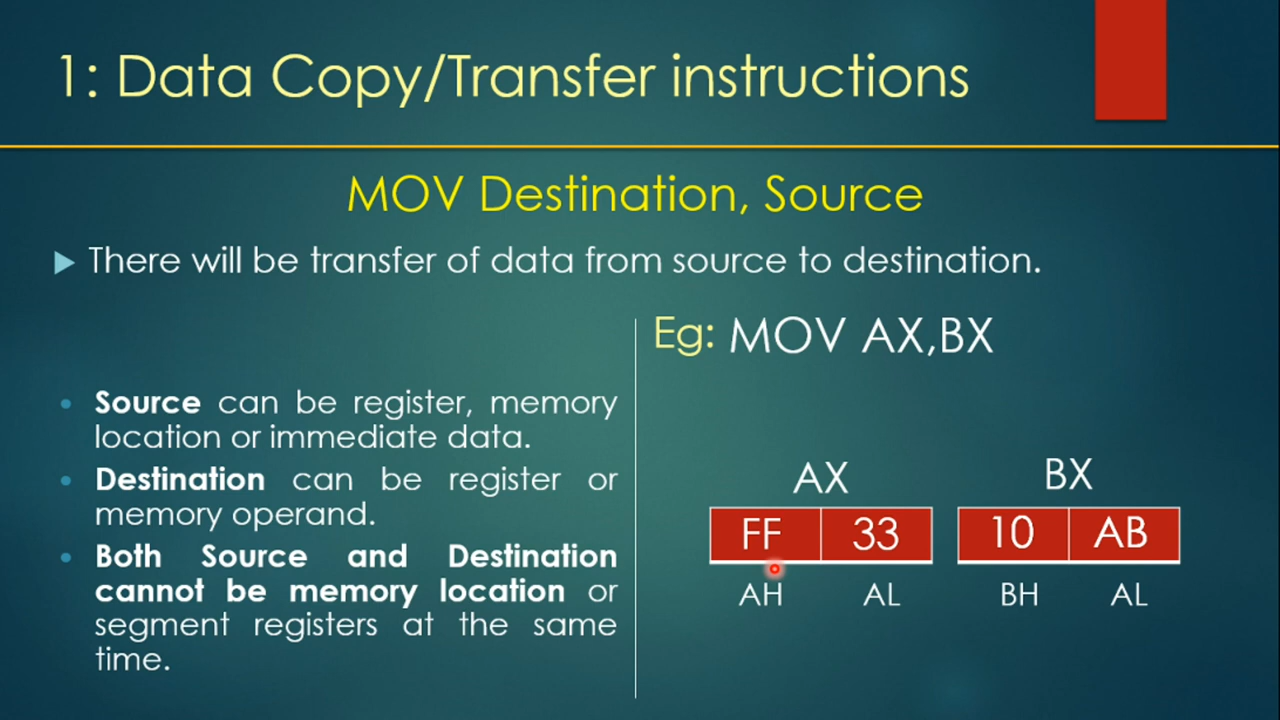 1: Data Copy/Transfer instructions
MOV Destination, Source
There will be transfer of data from source to destination.
Source can be register, memory
location or immediate data.
Destination can be register or
memory operand.
Both Source and Destination
cannot be memory location or
segment registers at the same
time.
Eg: MOV AX,BX
AX BX
FF 33 10 AB
AH AL BH AL